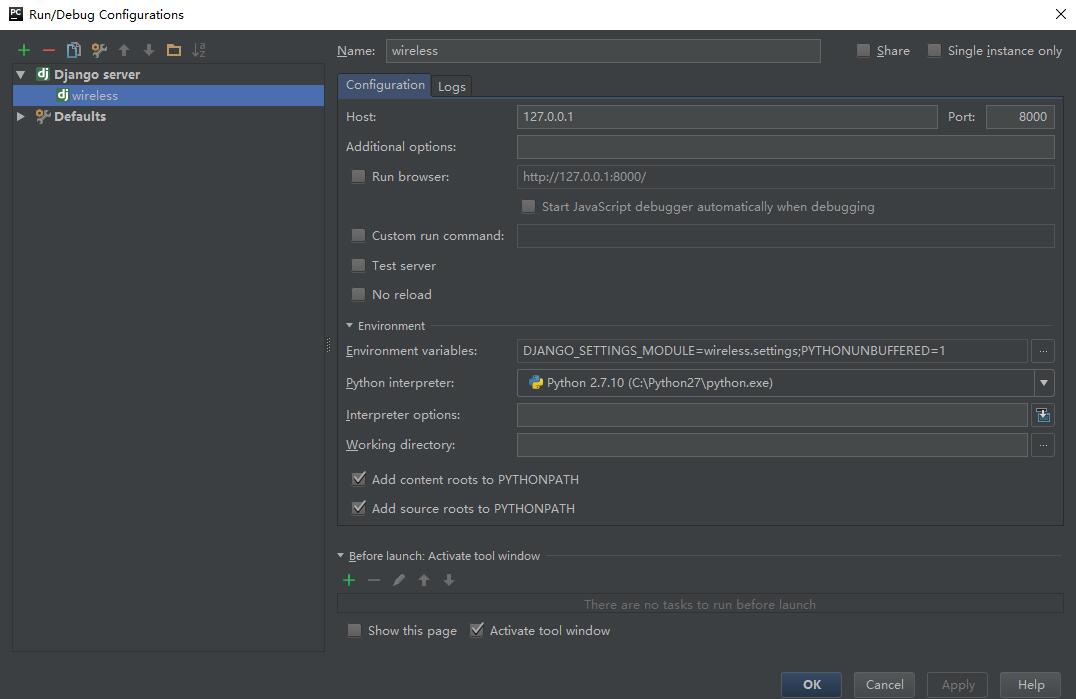 PC Run/Debug Configurations
Name: wireless Share Single instance only
dj Django server
dj wireless
Defaults
Configuration Logs
Host: 127.0.0.1 Port: 8000
Additional options:
Run browser: http://127.0.0.1:8000/
Start JavaScript debugger automatically when debugging
Custom run command:
Test server
No reload
Environment
Environment variables: DJANGO_SETTINGS_MODULE=wireless.settings;PYTHONUNBUFFERED=1 ...
Python interpreter: Python 2.7.10 (C:\Python27\python.exe)
Interpreter options:
Working directory: ...
Add content roots to PYTHONPATH
Add source roots to PYTHONPATH
Before launch: Activate tool window
There are no tasks to run before launch
Show this page Activate tool window
OK Cancel Apply Help